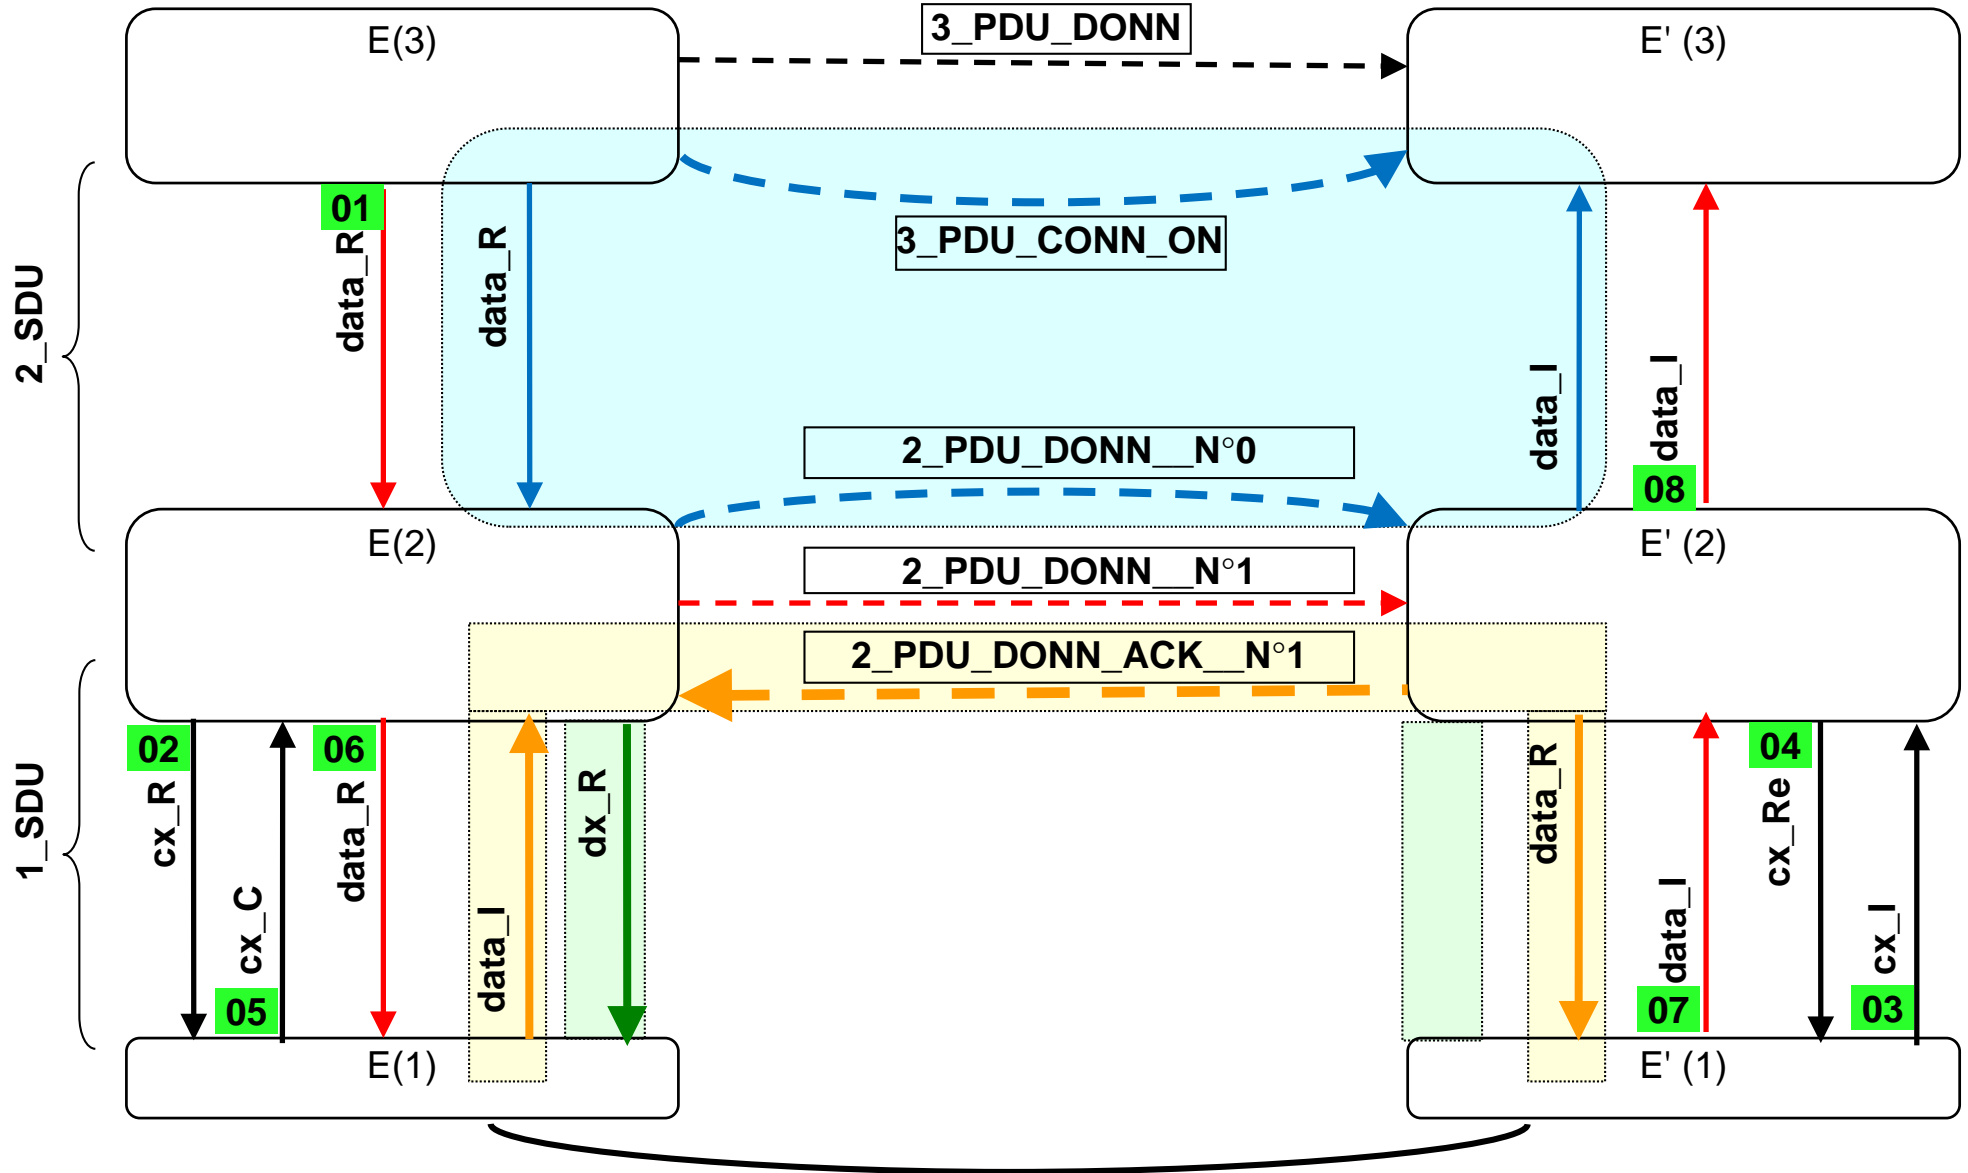 E(3)
3_PDU_DONN
E' (3)
01
data_R
data_R
3_PDU_CONN_ON
2_SDU
data_I
data_I
08
2_PDU_DONN__N°0
E(2)
E' (2)
2_PDU_DONN__N°1
2_PDU_DONN_ACK__N°1
1_SDU
02
cx_R
05
cx_C
06
data_R
data_I
dx_R
data_R
07
data_I
04
cx_Re
03
cx_I
E(1)
E' (1)